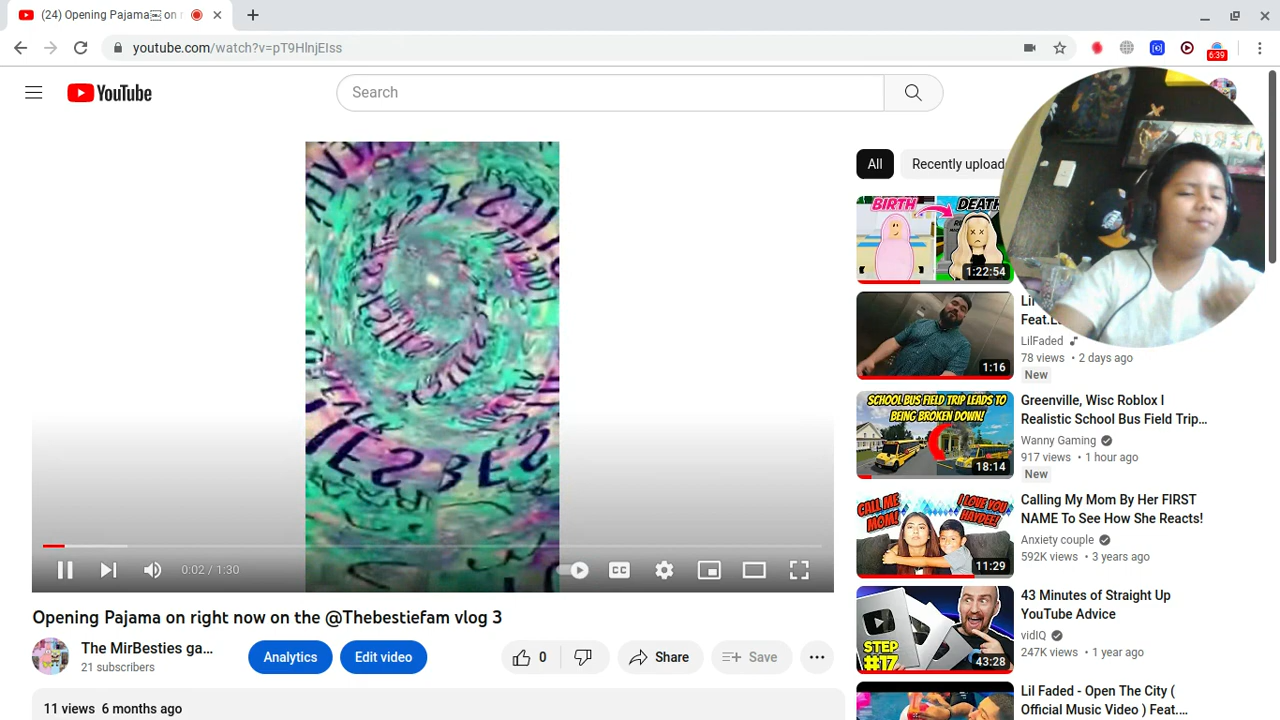 (24) Opening Pajama on r
youtube.com/watch?v=pT9HlnjEIss
6:39
YouTube
Search
All
Recently upload
BIRTH
DEATH
1:22:54
Lil
Feat.L
LilFaded
78 views • 2 days ago
New
1:16
SCHOOL BUS FIELD TRIP LEADS TO
BEING BROKEN DOWN!
18:14
Greenville, Wisc Roblox l
Realistic School Bus Field Trip...
Wanny Gaming
917 views • 1 hour ago
New
CALL ME
MOM!
I LOVE YOU
HAYDEE!
11:29
Calling My Mom By Her FIRST
NAME To See How She Reacts!
Anxiety couple
592K views • 3 years ago
STEP
#17
43:28
43 Minutes of Straight Up
YouTube Advice
vidIQ
247K views • 1 year ago
Lil Faded - Open The City (
Official Music Video ) Feat....
0:02 / 1:30
CC
Opening Pajama on right now on the @Thebestiefam vlog 3
The MirBesties ga...
21 subscribers
Analytics
Edit video
0
Share
Save
11 views 6 months ago